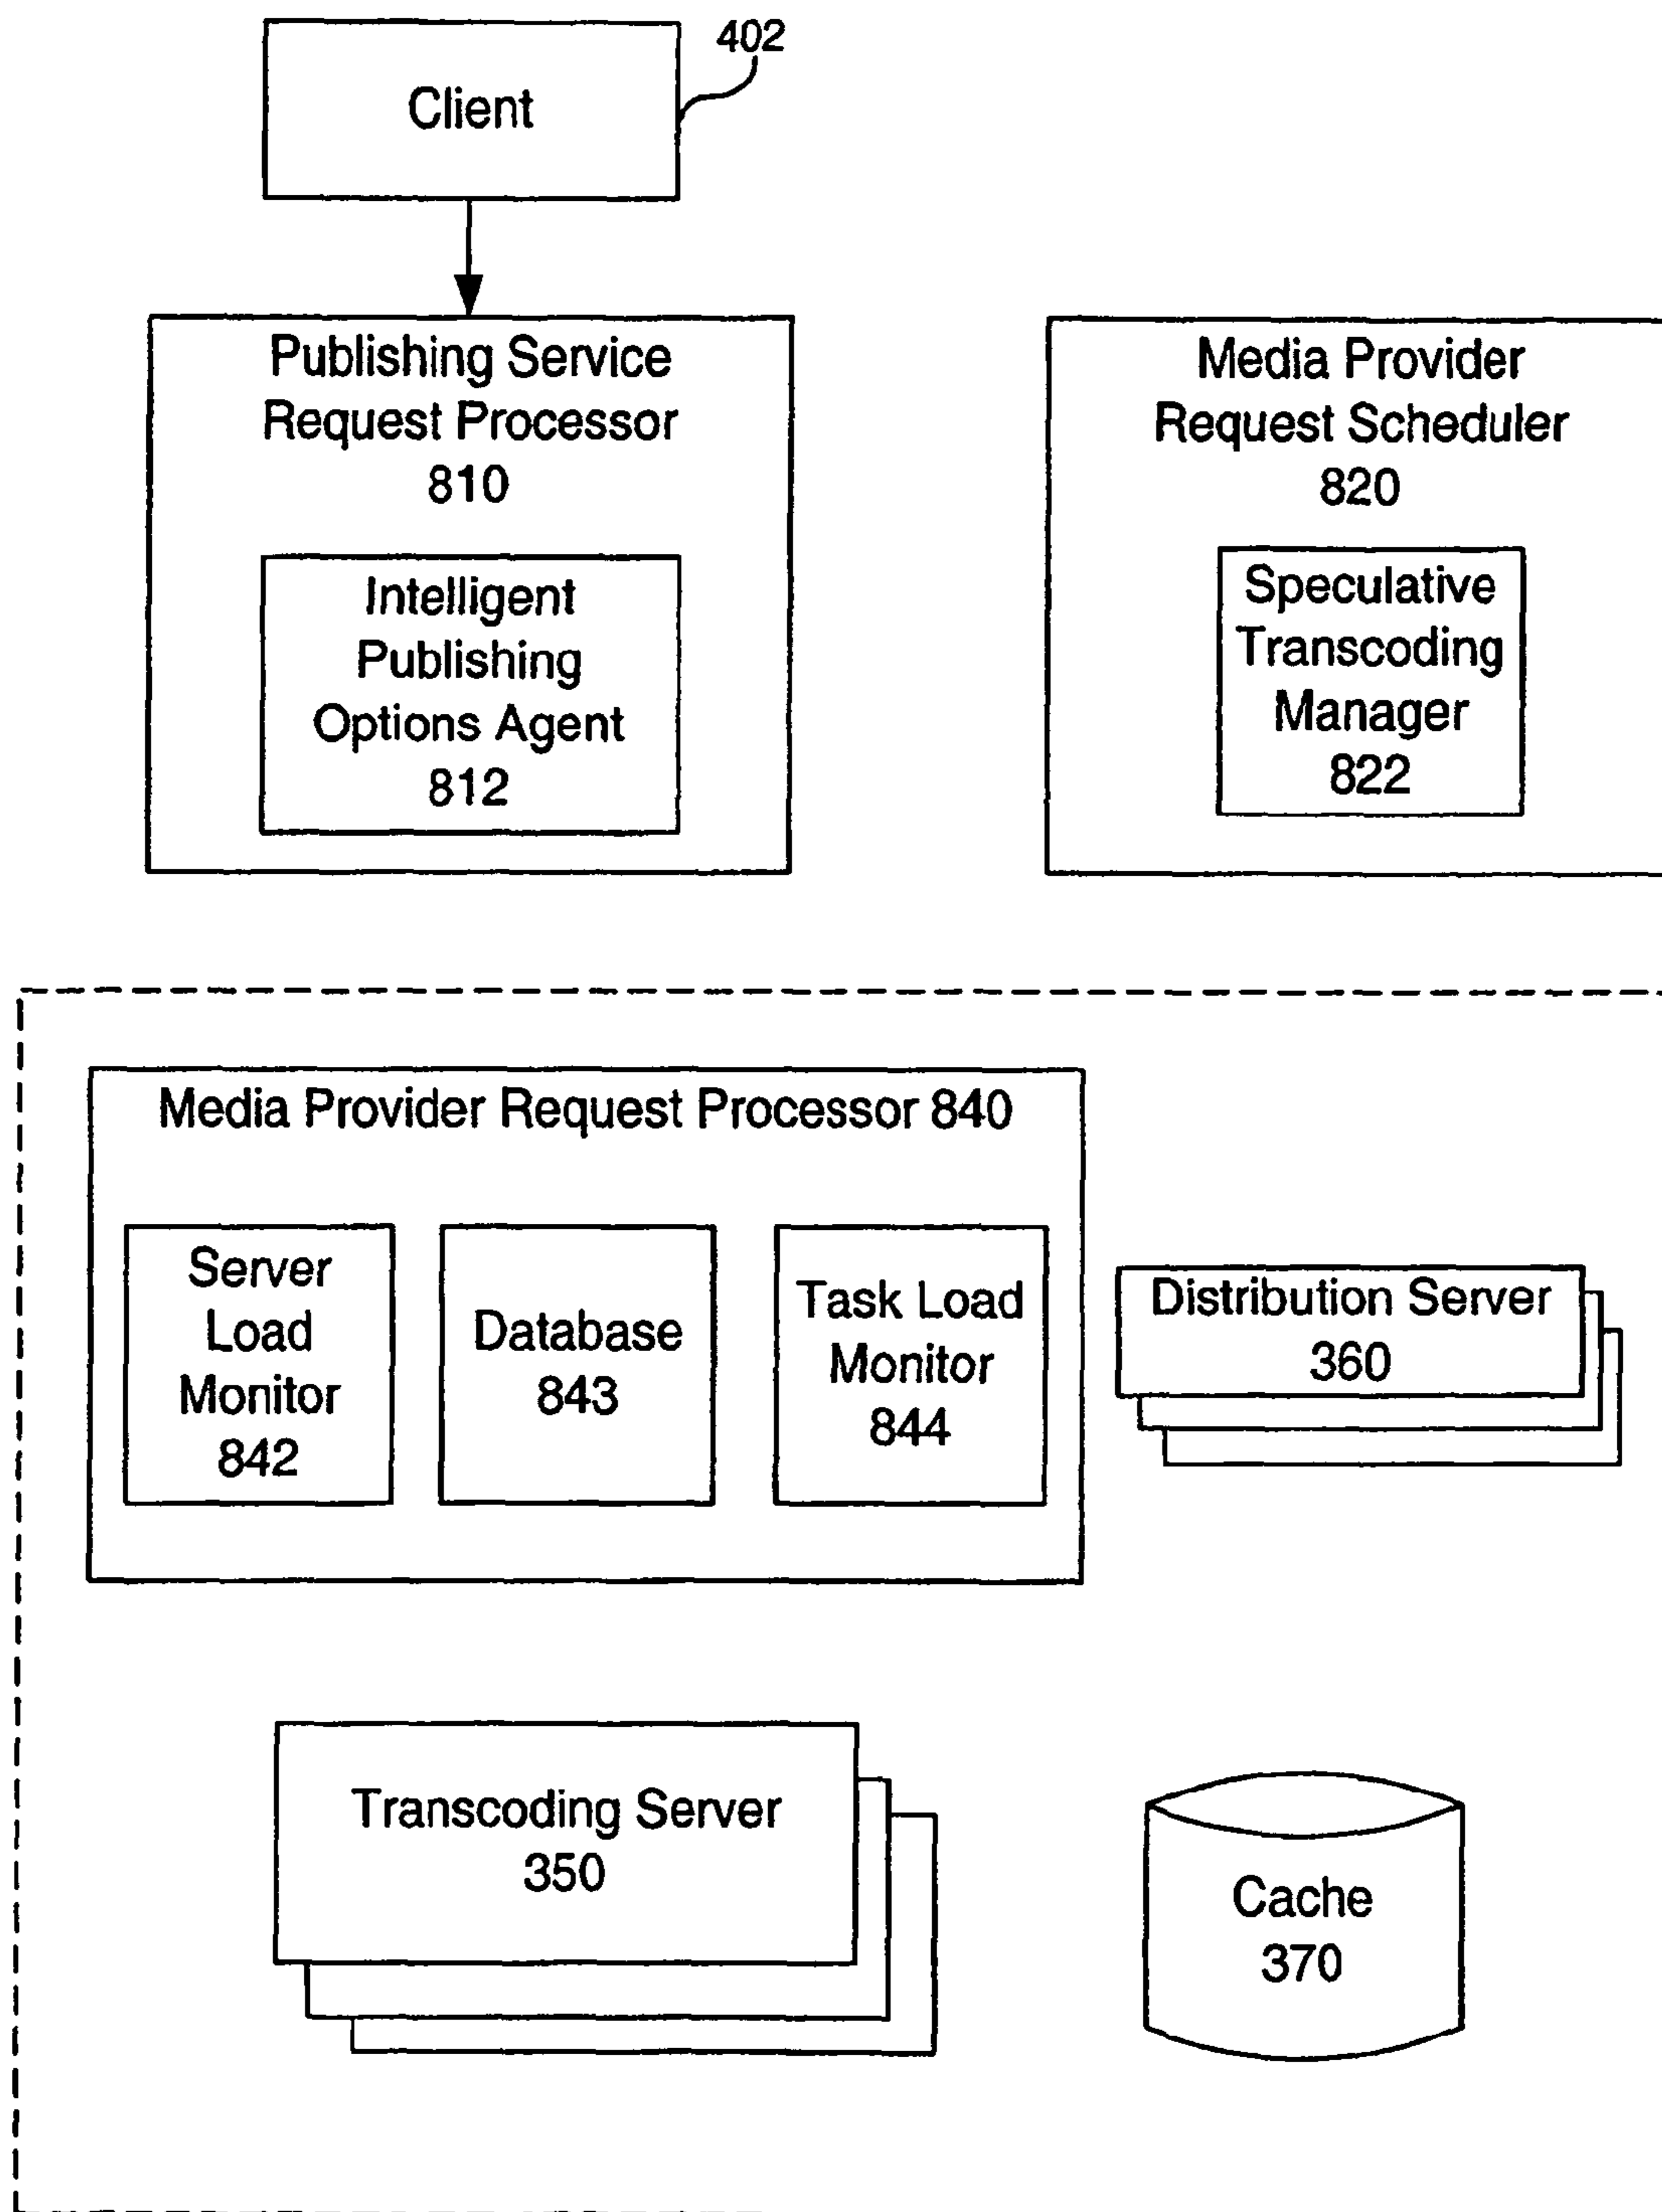 402
Client
Publishing Service
Request Processor
810
Intelligent
Publishing
Options Agent
812
Media Provider
Request Scheduler
820
Speculative
Transcoding
Manager
822
Media Provider Request Processor 840
Server
Load
Monitor
842
Database
843
Task Load
Monitor
844
Distribution Server
360
Transcoding Server
350
Cache
370